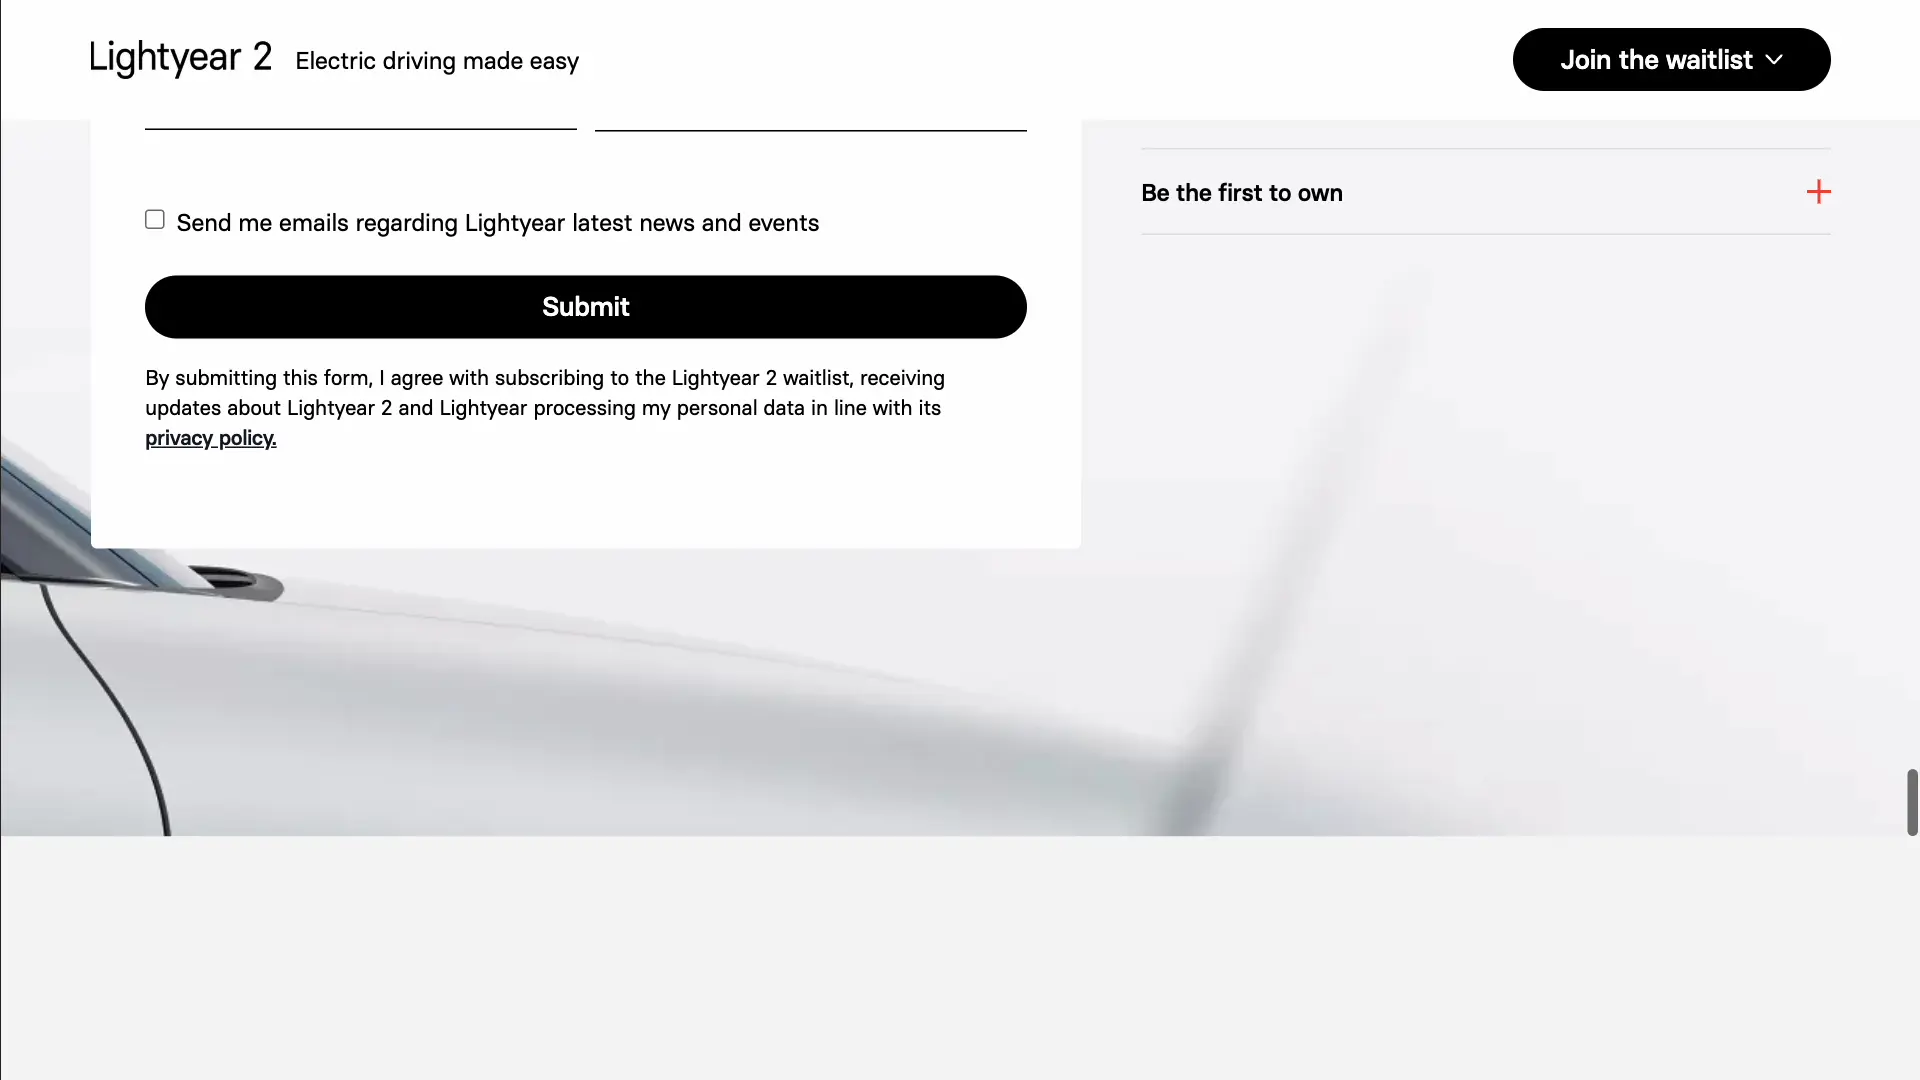 Lightyear 2 Electric driving made easy
Join the waitlist
Be the first to own
Send me emails regarding Lightyear latest news and events
Submit
By submitting this form, I agree with subscribing to the Lightyear 2 waitlist, receiving
updates about Lightyear 2 and Lightyear processing my personal data in line with its
privacy policy.